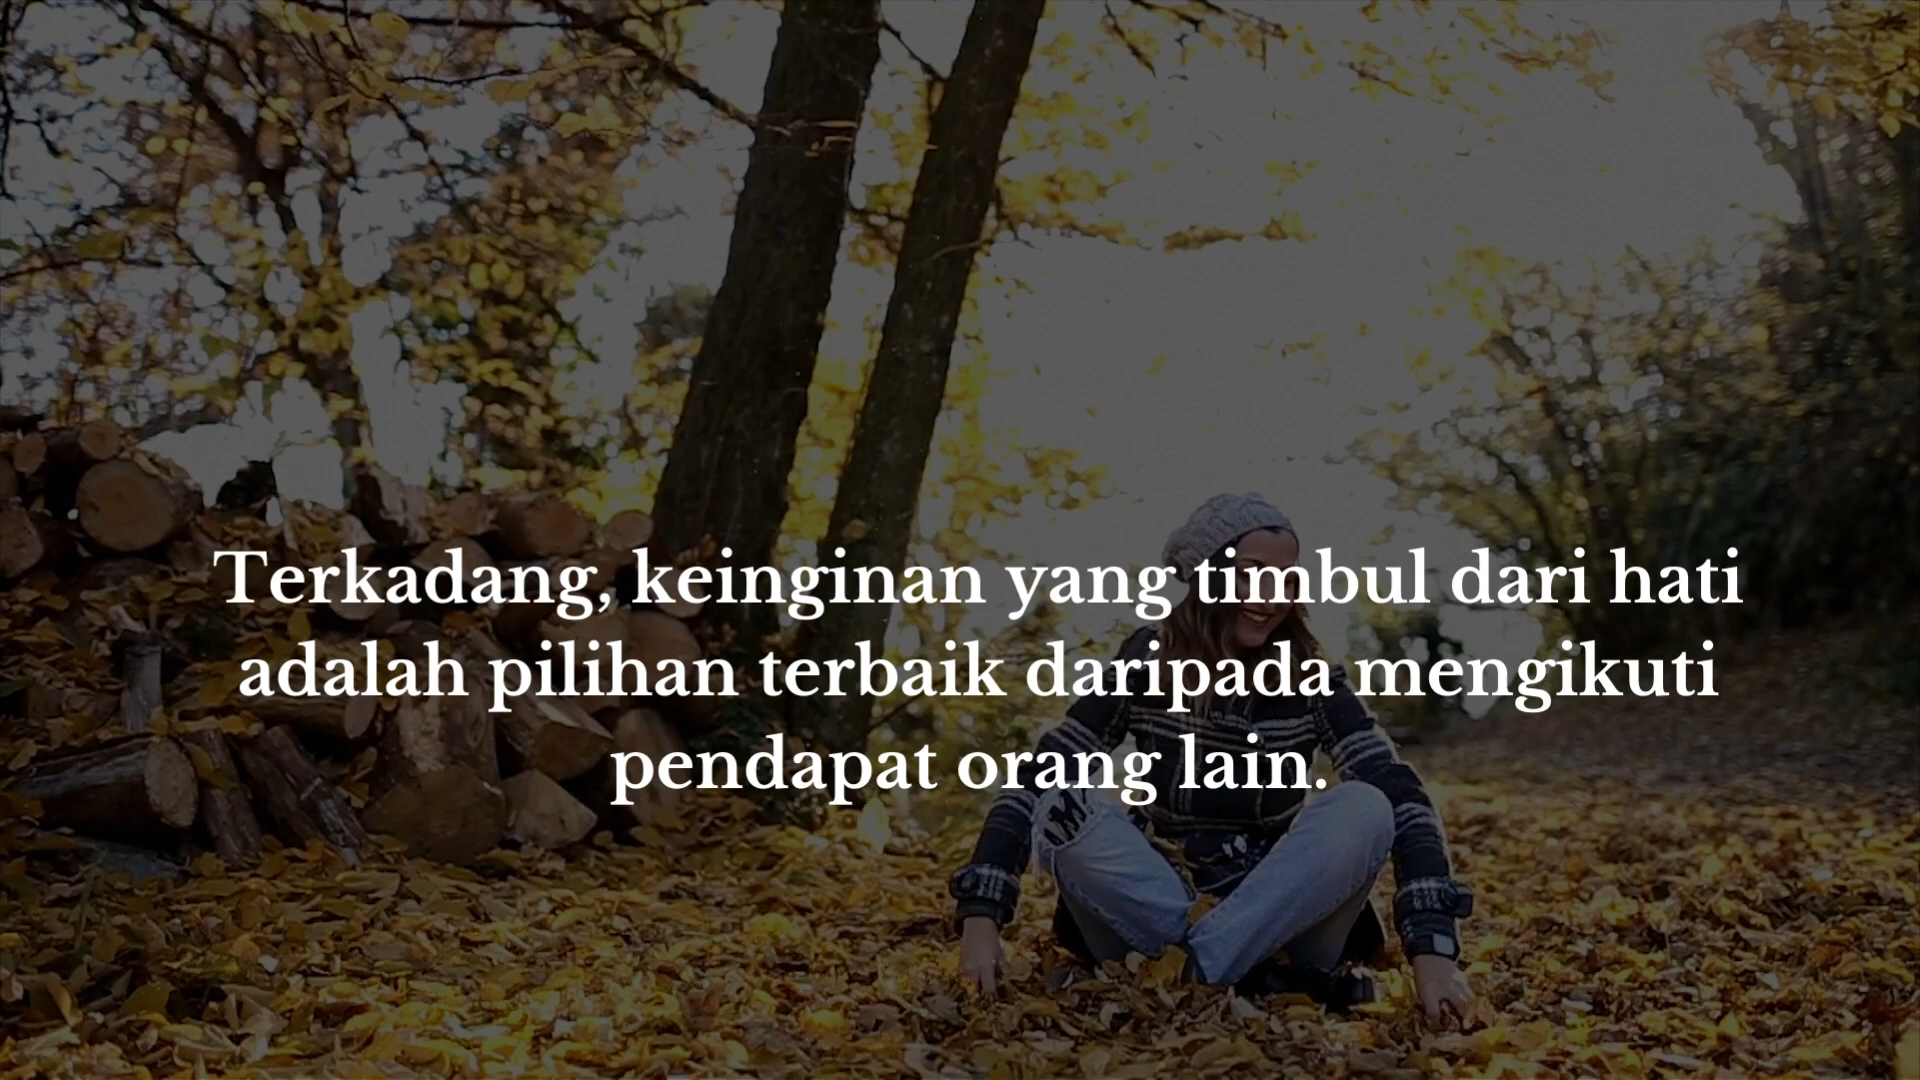 Terkadang, keinginan yang timbul dari hati
adalah pilihan terbaik daripada mengikuti
pendapat orang lain.